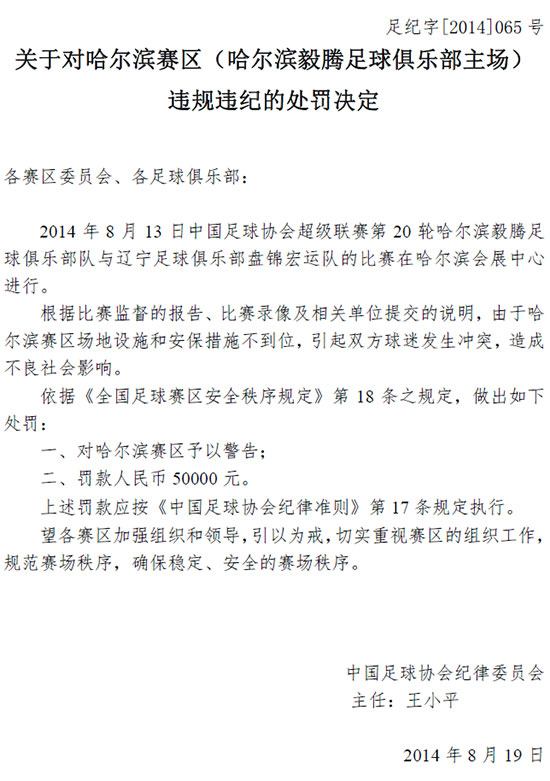 足纪字[2014]065 号
关于对哈尔滨赛区（哈尔滨毅腾足球俱乐部主场）
违规违纪的处罚决定
各赛区委员会、各足球俱乐部：
2014 年 8 月 13 日中国足球协会超级联赛第 20 轮哈尔滨毅腾足
球俱乐部队与辽宁足球俱乐部盘锦宏运队的比赛在哈尔滨会展中心
进行。
根据比赛监督的报告、比赛录像及相关单位提交的说明，由于哈
尔滨赛区场地设施和安保措施不到位，引起双方球迷发生冲突，造成
不良社会影响。
依据《全国足球赛区安全秩序规定》第 18 条之规定，做出如下
处罚：
一、对哈尔滨赛区予以警告；
二、罚款人民币 50000 元。
上述罚款应按《中国足球协会纪律准则》第 17 条规定执行。
望各赛区加强组织和领导，引以为戒，切实重视赛区的组织工作，
规范赛场秩序，确保稳定、安全的赛场秩序。
中国足球协会纪律委员会
主任：王小平
2014 年 8 月 19 日